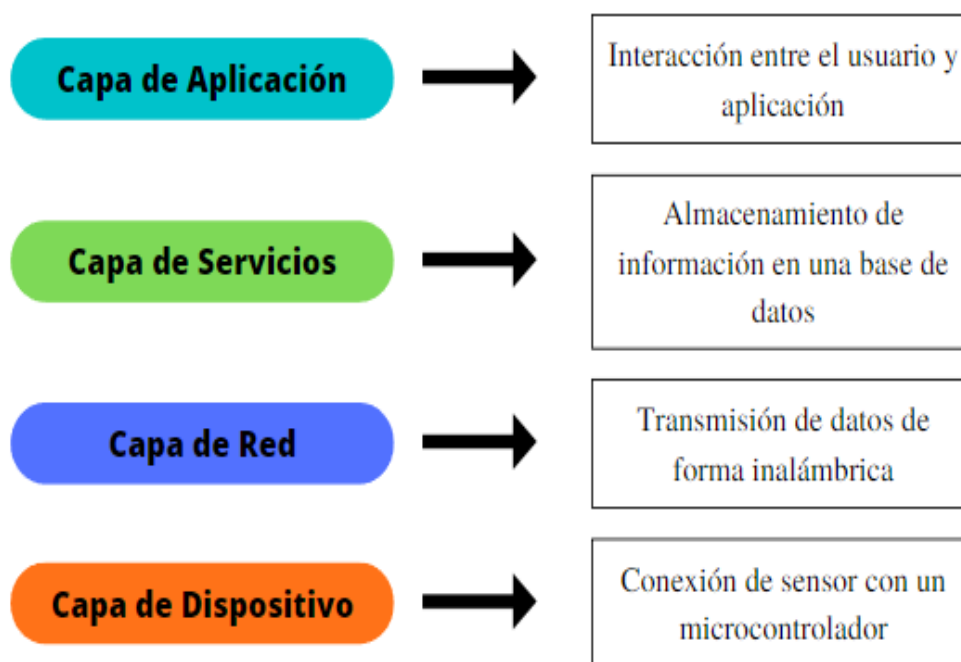 Capa de Aplicación
Interacción entre el usuario y
aplicación
Capa de Servicios
Almacenamiento de
información en una base de
datos
Capa de Red
Transmisión de datos de
forma inalámbrica
Capa de Dispositivo
Conexión de sensor con un
microcontrolador